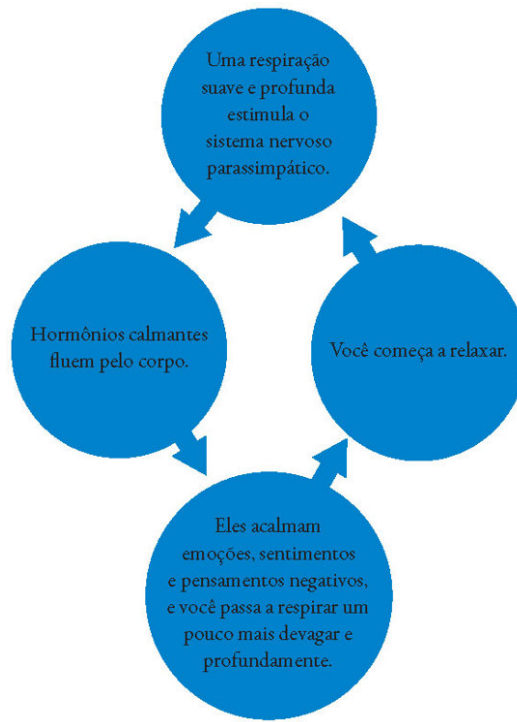 Uma respiração
suave e profunda
estimula o
sistema nervoso
parassimpático.
Hormônios calmantes
fluem pelo corpo.
Eles acalmam
emoções, sentimentos
e pensamentos negativos,
e você passa a respirar um
pouco mais devagar e
profundamente.
Você começa a relaxar.